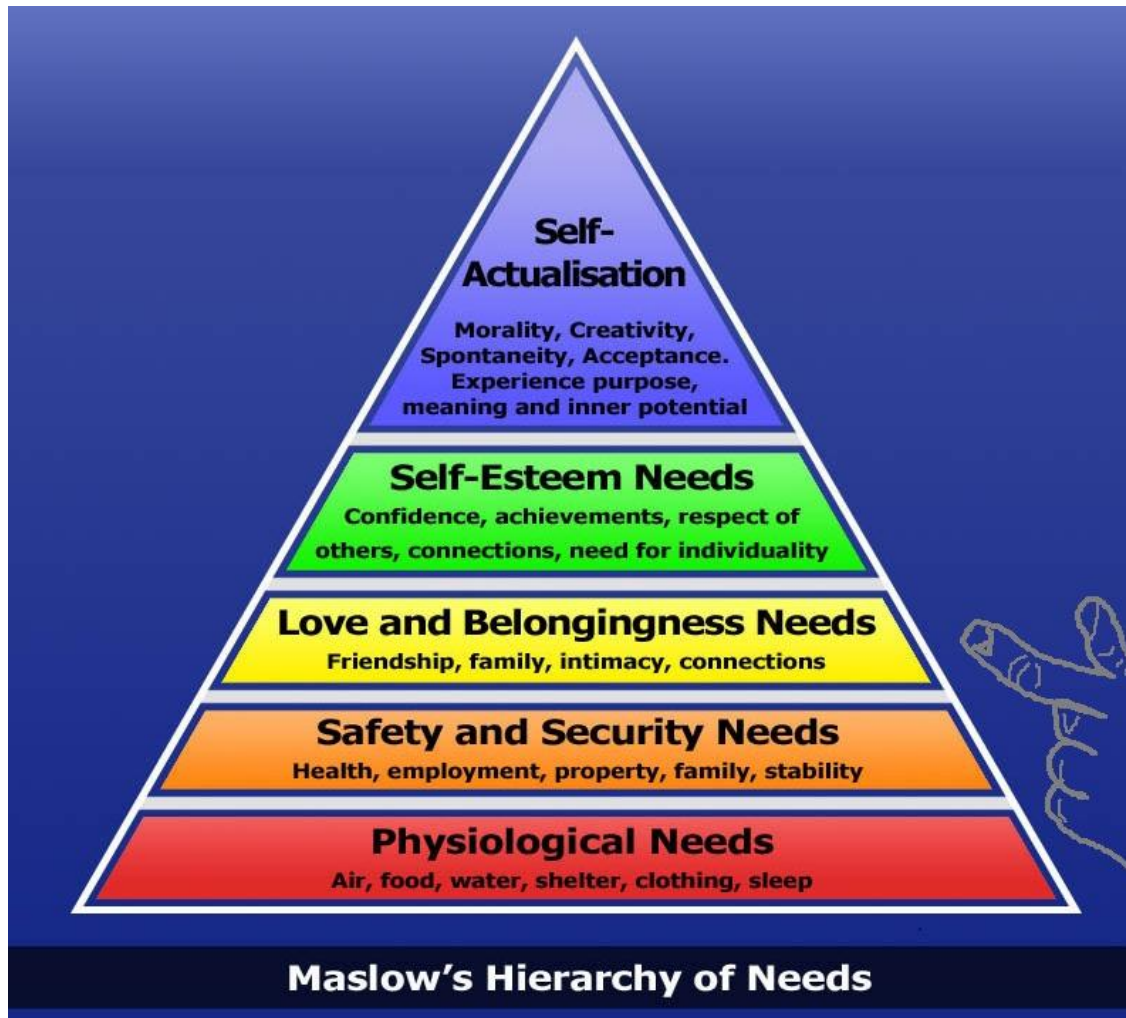 Self-
Actualisation
Morality, Creativity,
Spontaneity, Acceptance.
Experience purpose,
meaning and inner potential
Self-Esteem Needs
Confidence, achievements, respect of
others, connections, need for individuality
Love and Belongingness Needs
Friendship, family, intimacy, connections
Safety and Security Needs
Health, employment, property, family, stability
Physiological Needs
Air, food, water, shelter, clothing, sleep
Maslow's Hierarchy of Needs